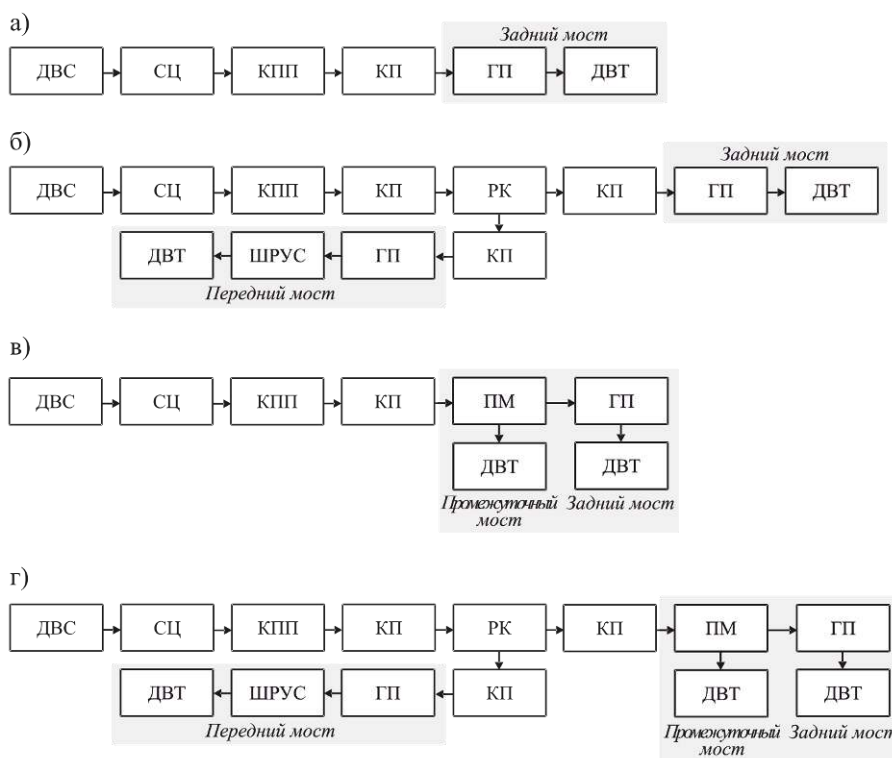 а)
Задний мост
ДВС СЦ КПП КП ГП ДВТ
б)
Задний мост
ДВС СЦ КПП КП РК КП ГП ДВТ
ДВТ ШРУС ГП КП
Передний мост
в)
ДВС СЦ КПП КП ПМ ГП
ДВТ ДВТ
Промежуточный Задний мост
мост
г)
ДВС СЦ КПП КП РК КП ПМ ГП
ДВТ ШРУС ГП КП ДВТ ДВТ
Передний мост Промежуточный Задний мост
мост